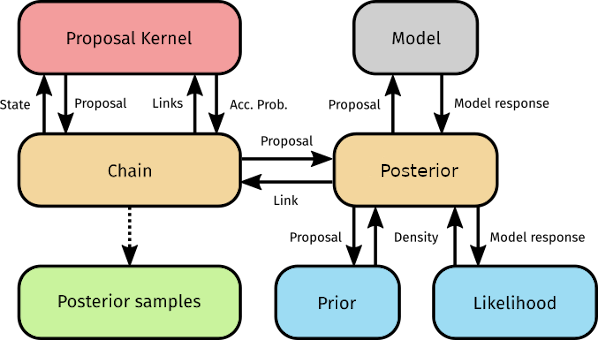 Proposal Kernel
Model
State
Proposal
Links
Acc. Prob.
Proposal
Model response
Chain
Proposal
Link
Posterior
Proposal
Density
Model response
Posterior samples
Prior
Likelihood